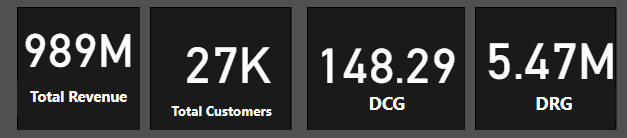 989M
Total Revenue
27K
Total Customers
148.29
DCG
5.47M
DRG